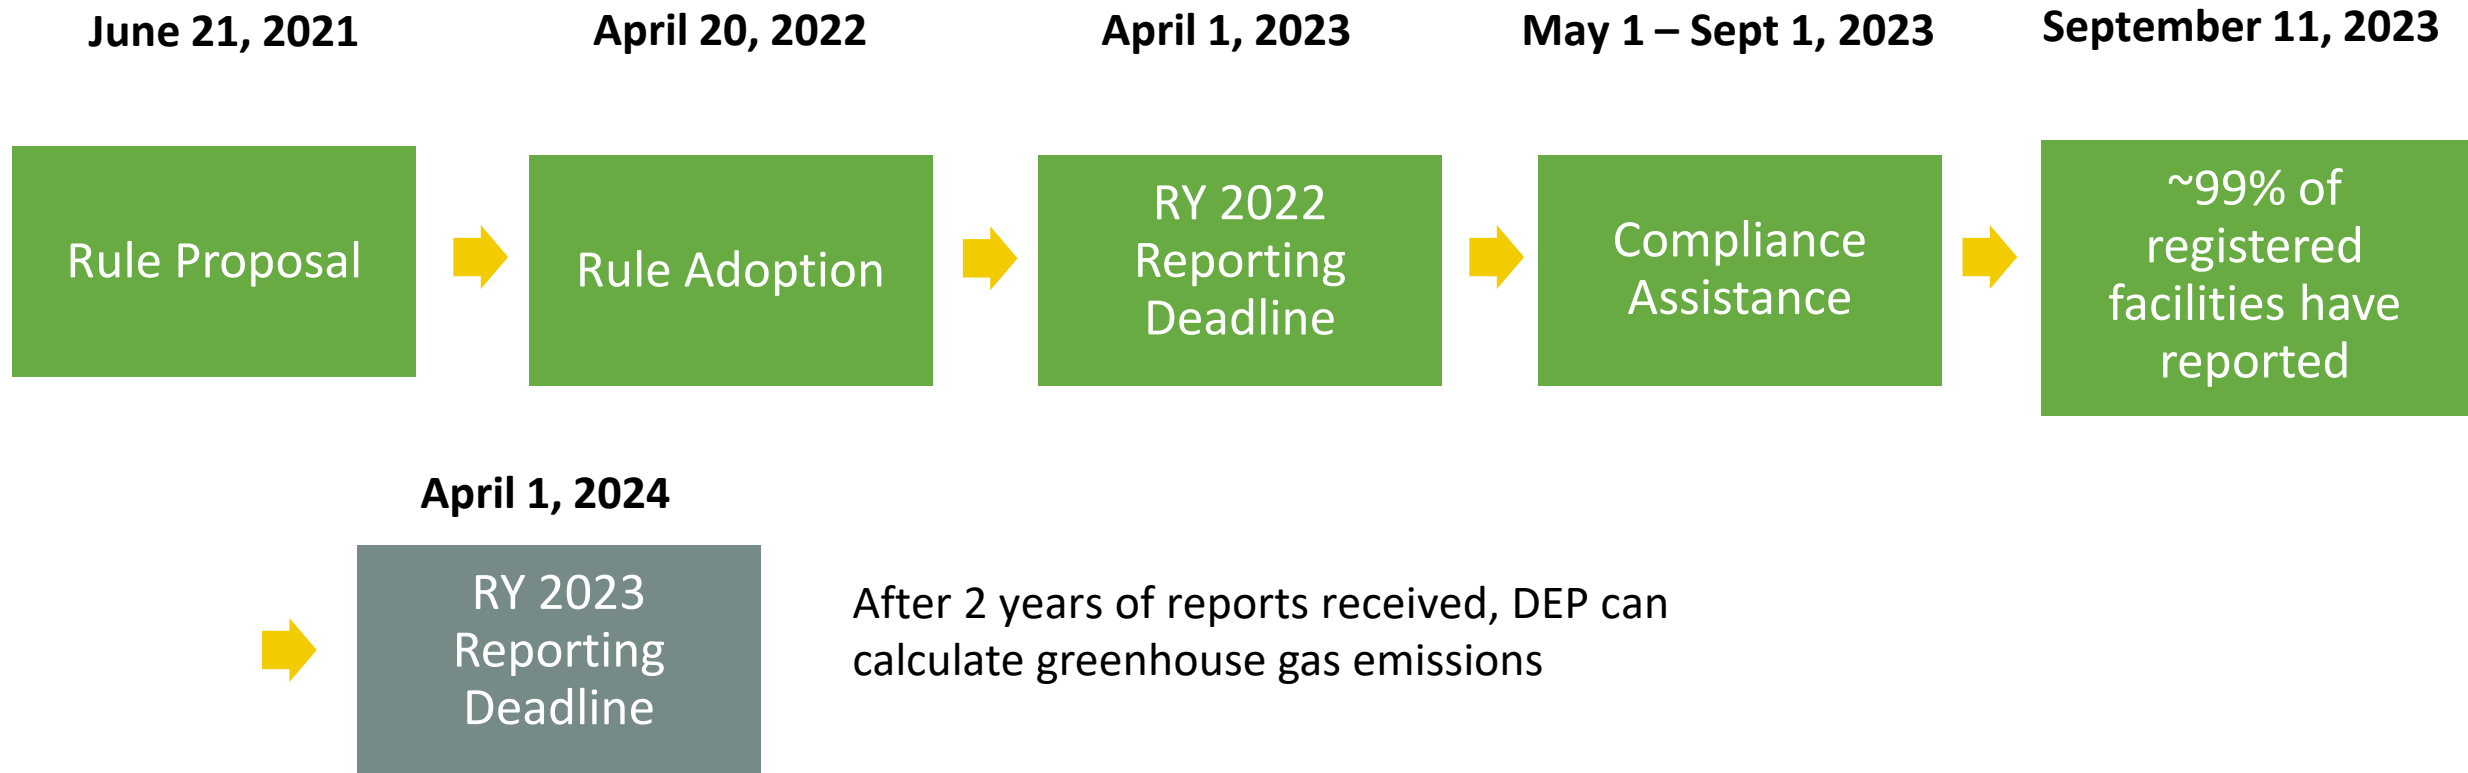 June 21, 2021
April 20, 2022
April 1, 2023
May 1 – Sept 1, 2023
September 11, 2023
Rule Proposal
Rule Adoption
RY 2022
Reporting
Deadline
Compliance
Assistance
~99% of
registered
facilities have
reported
April 1, 2024
RY 2023
Reporting
Deadline
After 2 years of reports received, DEP can
calculate greenhouse gas emissions